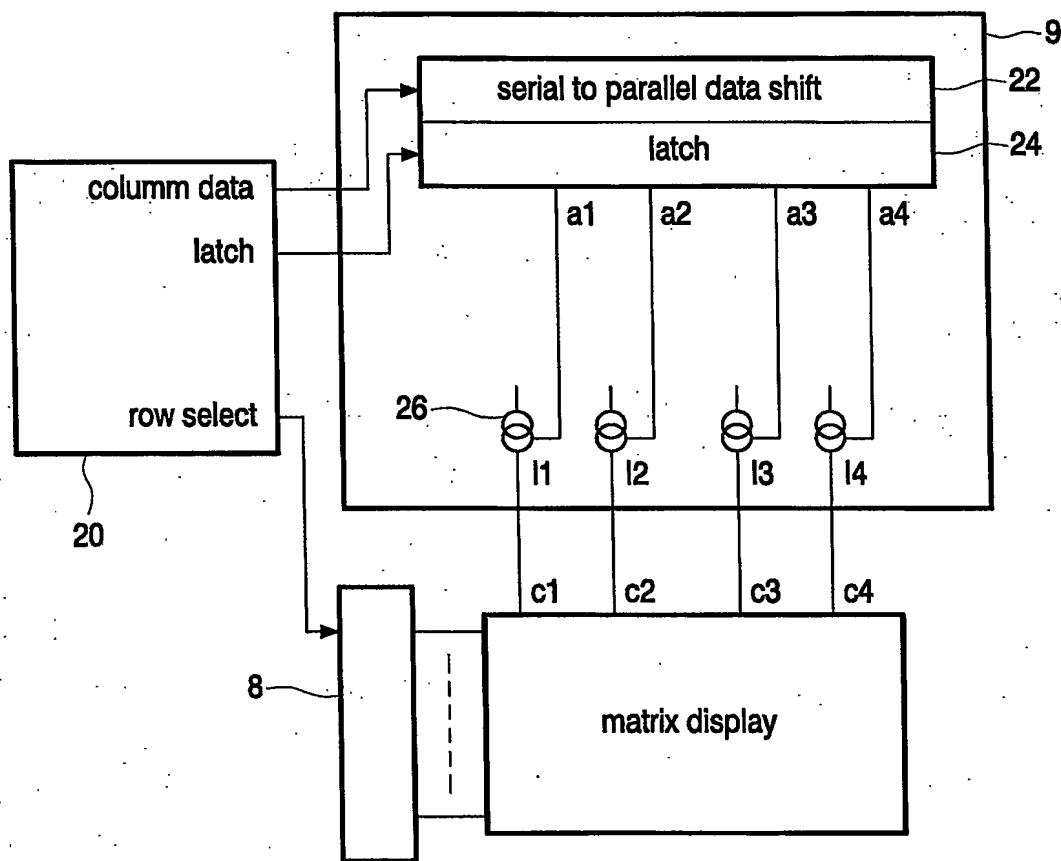 9
serial to parallel data shift
22
latch
24
columm data
latch
a1 a2 a3 a4
row select
26
I1 I2 I3 I4
20
c1 c2 c3 c4
8
matrix display